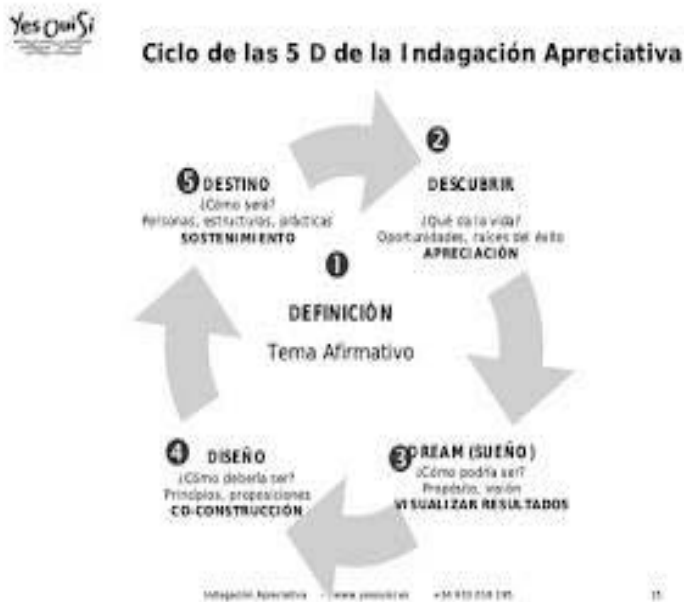 Yes Oui Si
Ciclo de las 5 D de la Indagación Apreciativa
5 DESTINO
¿Cómo será?
Personas, estructuras, prácticas
SOSTENIMIENTO
2
DESCUBRIR
¿Qué da la vida?
Oportunidades, raíces del éxito
APRECIACIÓN
1
DEFINICIÓN
Tema Afirmativo
4 DISEÑO
¿Cómo debería ser?
Principios, proposiciones
CO-CONSTRUCCIÓN
3 DREAM (SUEÑO)
¿Cómo podría ser?
Propósito, visión
VISUALIZAR RESULTADOS
Indagación Apreciativa